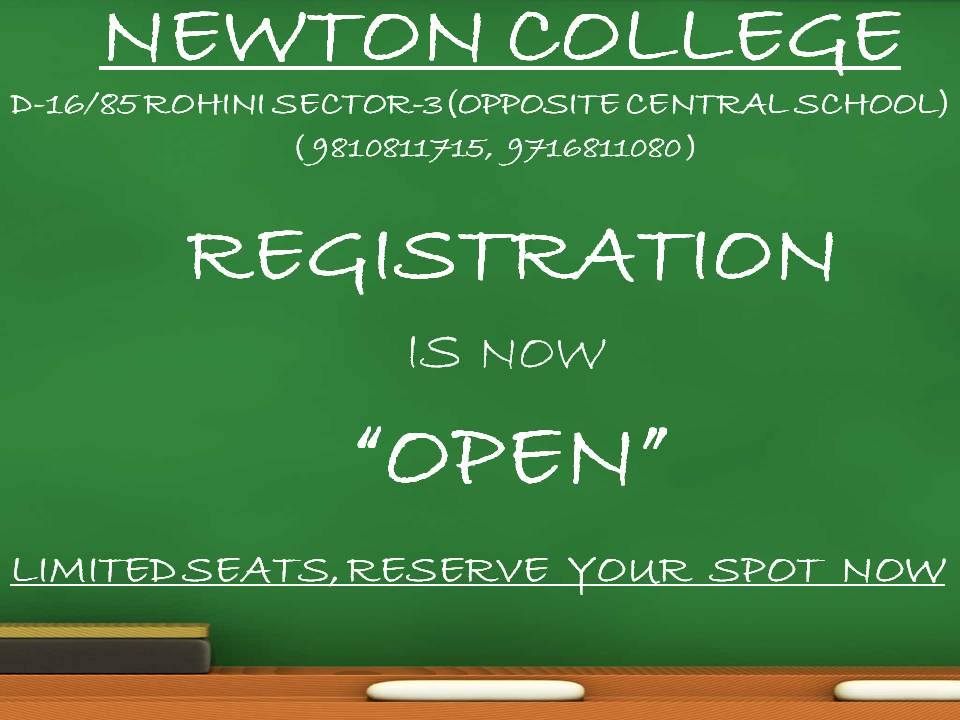 NEWTON COLLEGE
D-16/85 ROHINI SECTOR-3 (OPPOSITE CENTRAL SCHOOL)
(9810811715, 9716811080)
REGISTRATION
IS NOW
“OPEN”
LIMITED SEATS, RESERVE YOUR SPOT NOW